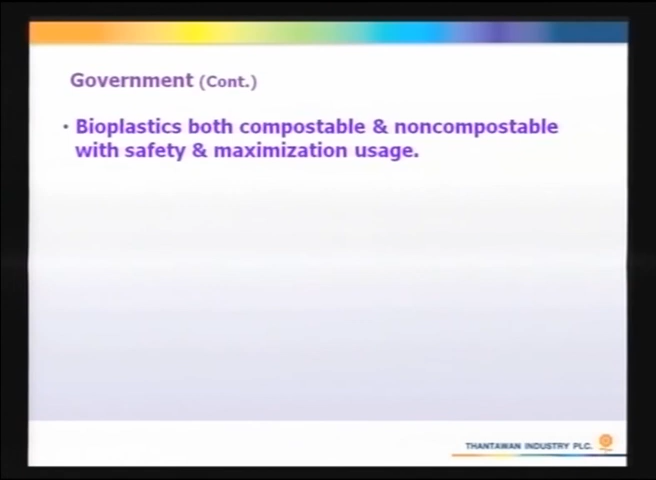 Government (Cont.)
• Bioplastics both compostable & noncompostable
with safety & maximization usage.
THANTAWAN INDUSTRY PLC.